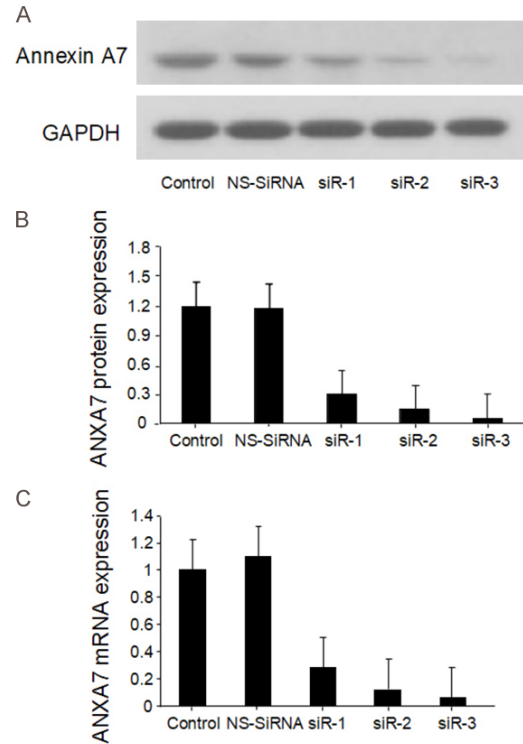 A
Annexin A7
GAPDH
Control NS-SiRNA siR-1 siR-2 siR-3
B
ANXA7 protein expression
1.8
1.5
1.2
0.9
0.6
0.3
0
Control NS-SiRNA siR-1 siR-2 siR-3
C
ANXA7 mRNA expression
1.4
1.2
1
0.8
0.6
0.4
0.2
0
Control NS-SiRNA siR-1 siR-2 siR-3